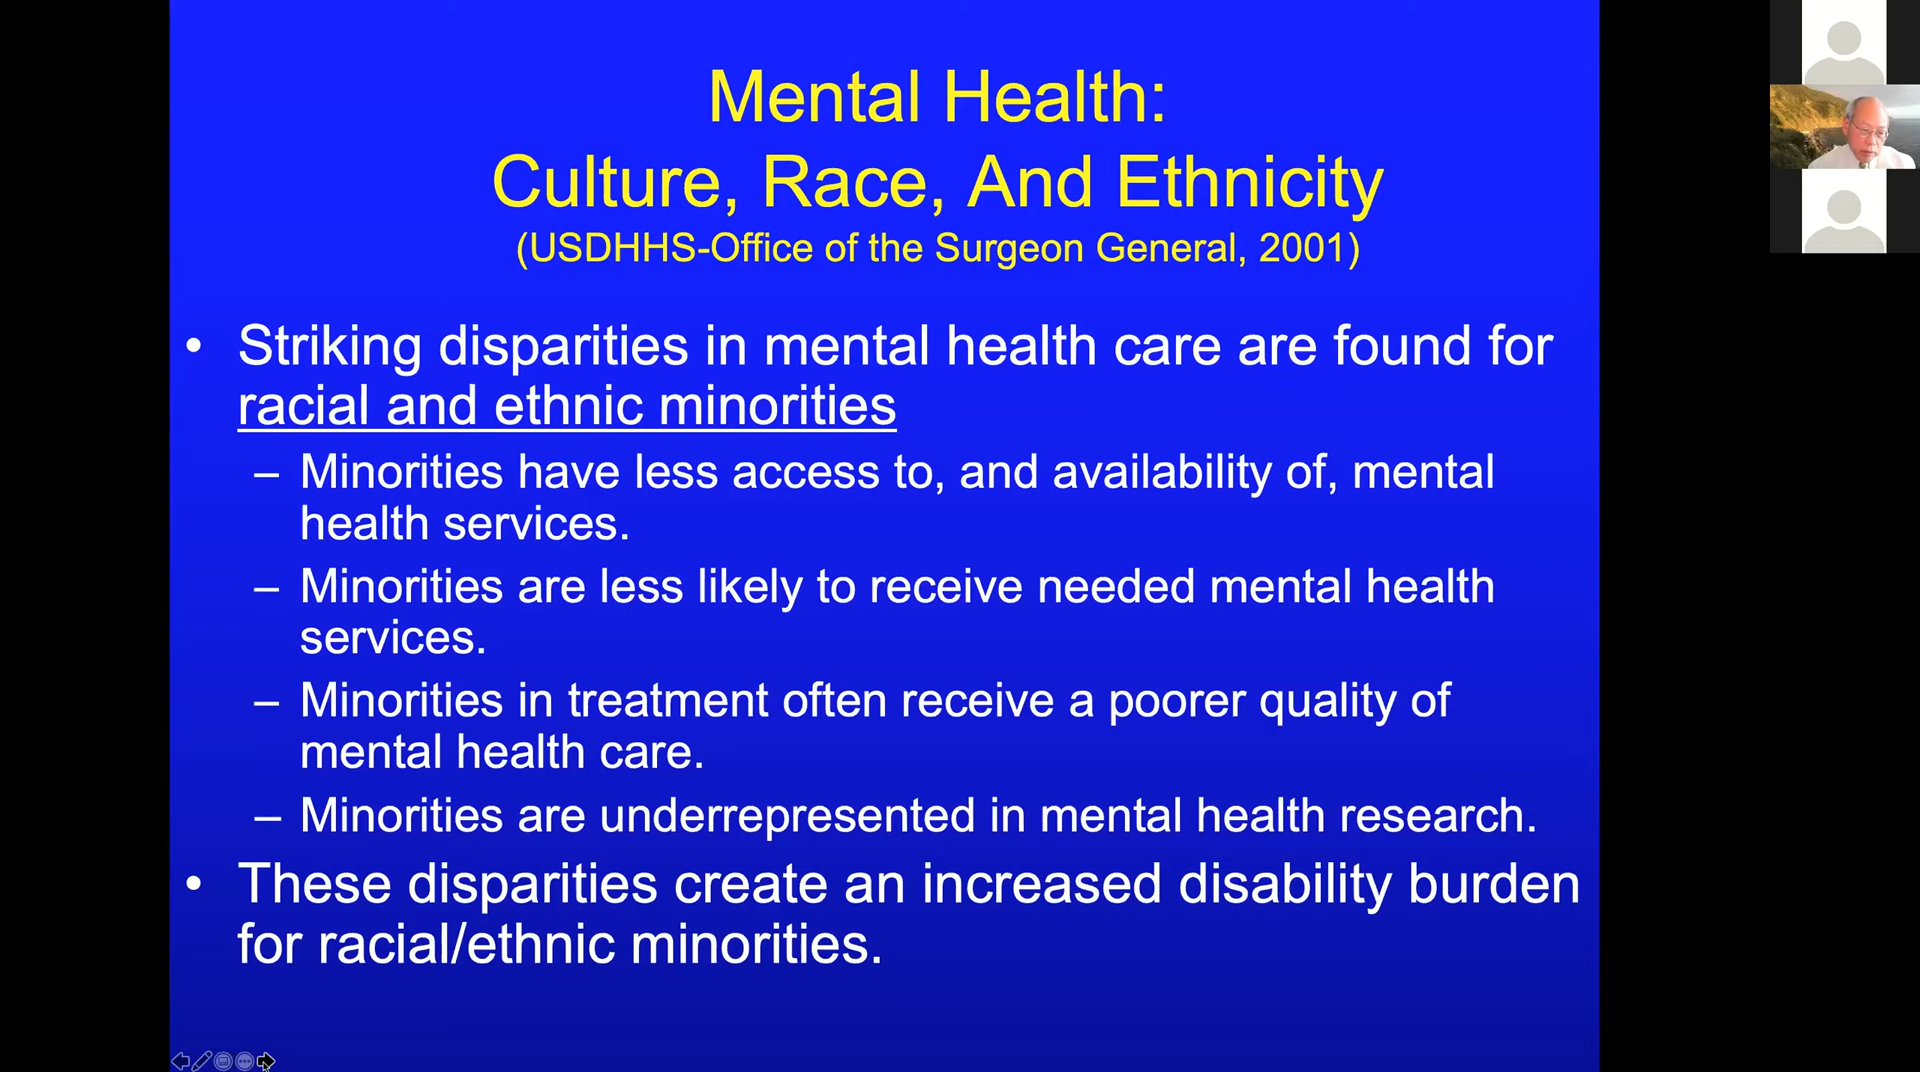 Mental Health:
Culture, Race, And Ethnicity
(USDHHS-Office of the Surgeon General, 2001)
• Striking disparities in mental health care are found for
racial and ethnic minorities
– Minorities have less access to, and availability of, mental
health services.
– Minorities are less likely to receive needed mental health
services.
– Minorities in treatment often receive a poorer quality of
mental health care.
– Minorities are underrepresented in mental health research.
• These disparities create an increased disability burden
for racial/ethnic minorities.